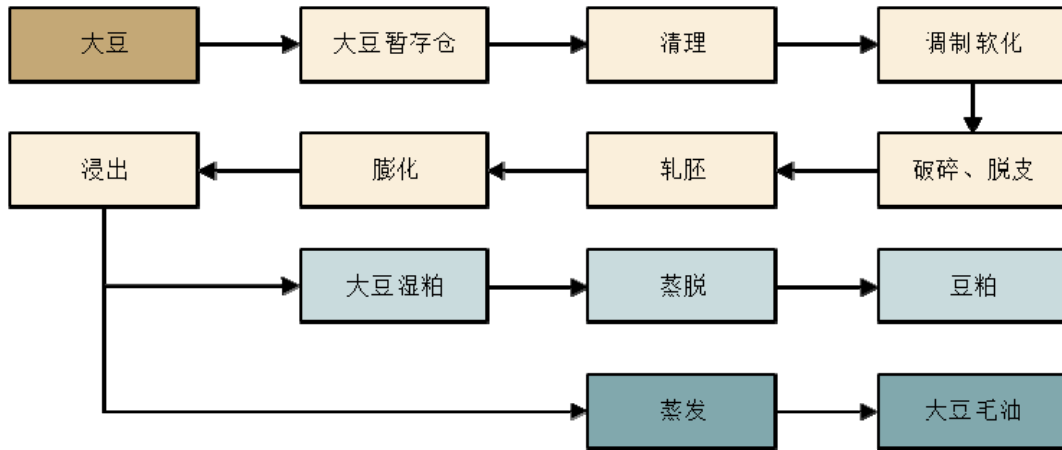 大豆
大豆暂存仓
清理
调制软化
破碎、脱支
轧胚
膨化
浸出
大豆湿粕
蒸脱
豆粕
蒸发
大豆毛油